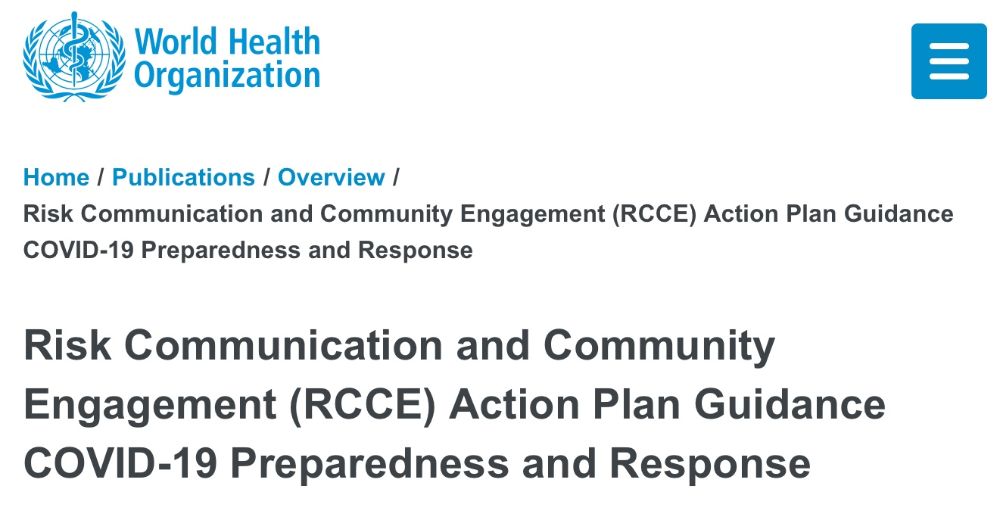 World Health
Organization
Home / Publications / Overview /
Risk Communication and Community Engagement (RCCE) Action Plan Guidance
COVID-19 Preparedness and Response
Risk Communication and Community
Engagement (RCCE) Action Plan Guidance
COVID-19 Preparedness and Response